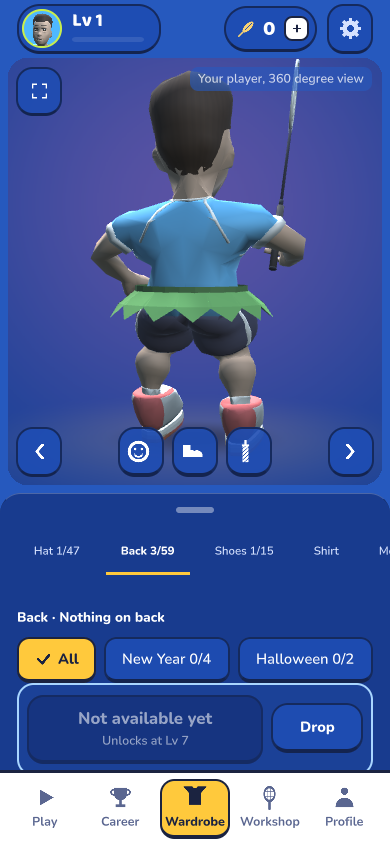 Lv 1
0
+
Your player, 360 degree view
Hat 1/47
Back 3/59
Shoes 1/15
Shirt
Back · Nothing on back
All
New Year 0/4
Halloween 0/2
Not available yet
Unlocks at Lv 7
Drop
Play
Career
Wardrobe
Workshop
Profile